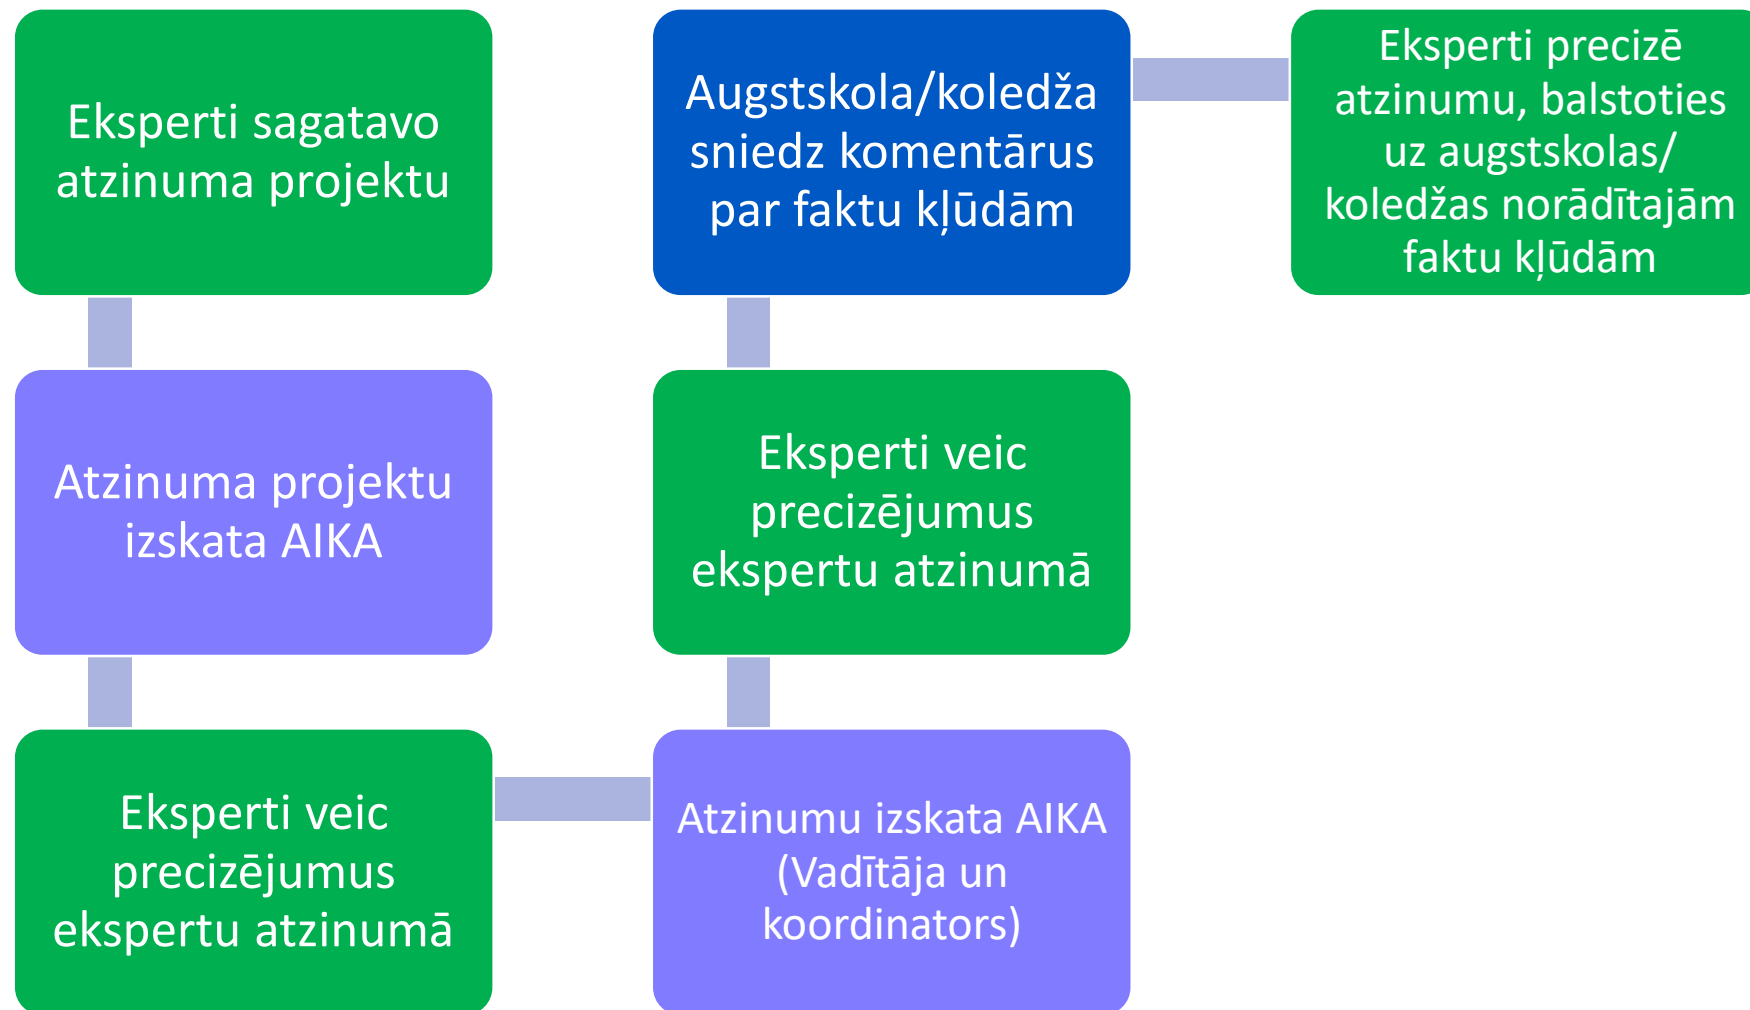 Eksperti sagatavo
atzinuma projektu
Atzinuma projektu
izskata AIKA
Eksperti veic
precizējumus
ekspertu atzinumā
Atzinumu izskata AIKA
(Vadītāja un
koordinators)
Eksperti veic
precizējumus
ekspertu atzinumā
Augstskola/koledža
sniedz komentārus
par faktu kļūdām
Eksperti precizē
atzinumu, balstoties
uz augstskolas/
koledžas norādītajām
faktu kļūdām